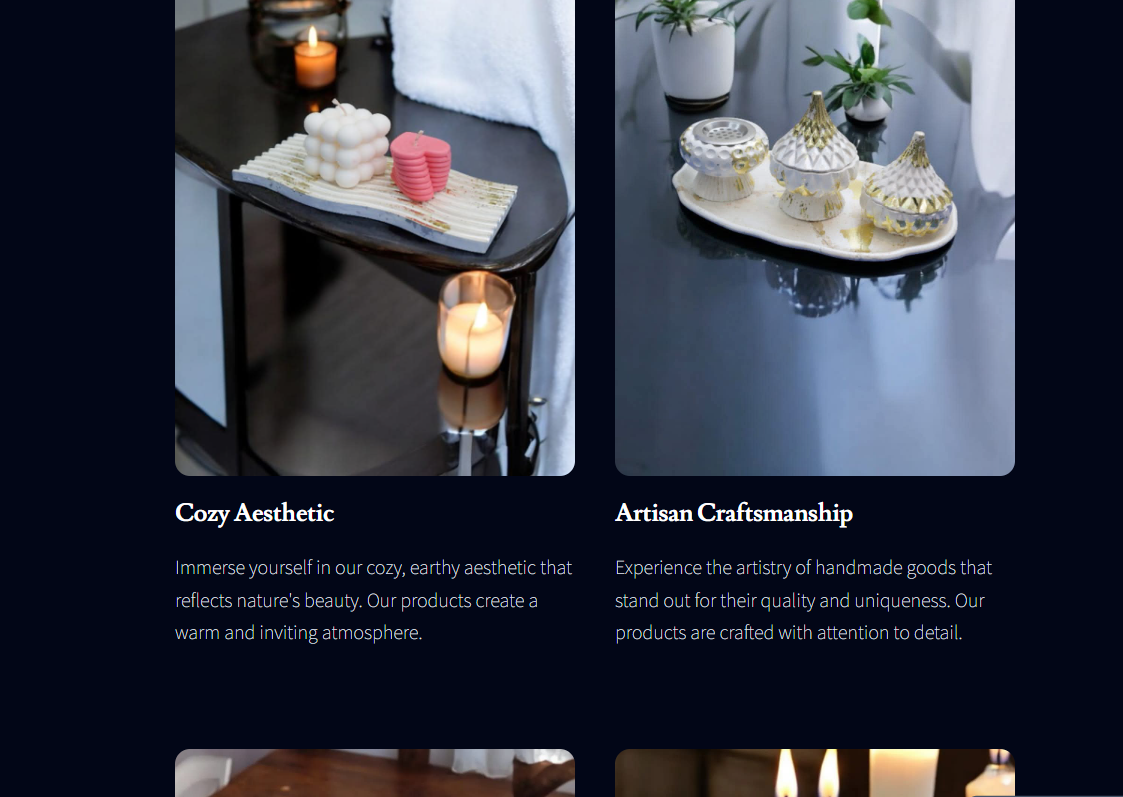 Cozy Aesthetic
Immerse yourself in our cozy, earthy aesthetic that
reflects nature's beauty. Our products create a
warm and inviting atmosphere.
Artisan Craftsmanship
Experience the artistry of handmade goods that
stand out for their quality and uniqueness. Our
products are crafted with attention to detail.